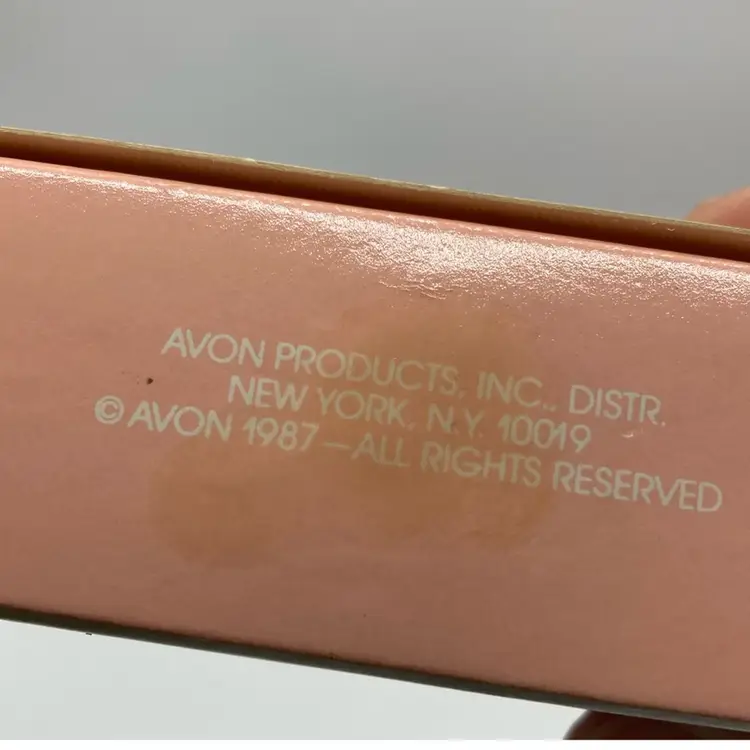 AVON PRODUCTS, INC., DISTR.
NEW YORK, N.Y. 10019
© AVON 1987—ALL RIGHTS RESERVED